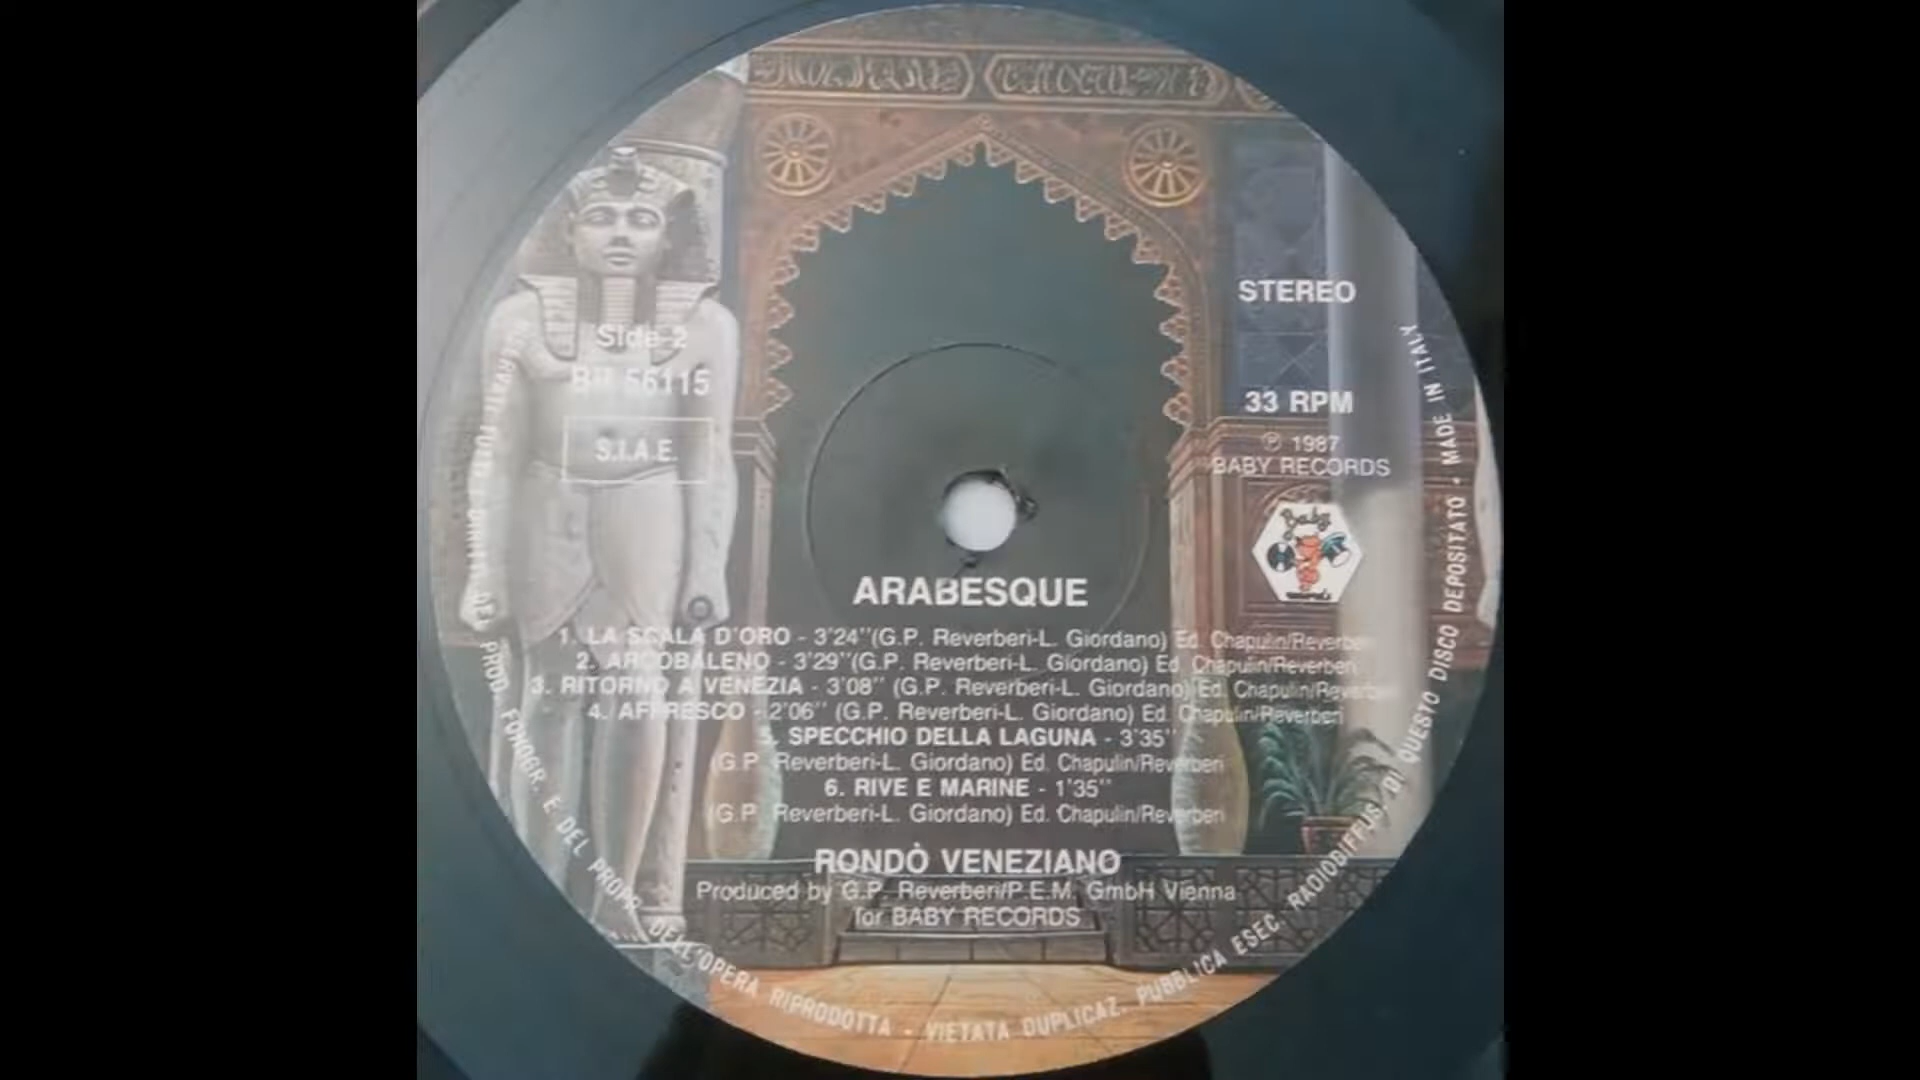 STEREO
Side 2
56115
S.I.A.E.
33 RPM
℗ 1987
BABY RECORDS
Baby
ARABESQUE
1. LA SCALA D'ORO - 3'24'' (G.P. Reverberi-L. Giordano) Ed. Chapulin/Reverberi
2. ARCOBALENO - 3'29'' (G.P. Reverberi-L. Giordano) Ed. Chapulin/Reverberi
3. RITORNO A VENEZIA - 3'08'' (G.P. Reverberi-L. Giordano) Ed. Chapulin/Reverberi
4. AFFRESCO - 2'06'' (G.P. Reverberi-L. Giordano) Ed. Chapulin/Reverberi
5. SPECCHIO DELLA LAGUNA - 3'35''
(G.P. Reverberi-L. Giordano) Ed. Chapulin/Reverberi
6. RIVE E MARINE - 1'35''
(G.P. Reverberi-L. Giordano) Ed. Chapulin/Reverberi
RONDÒ VENEZIANO
Produced by G.P. Reverberi/P.E.M. GmbH Vienna
for BABY RECORDS
TUTTI I DIRITTI DEL PROD. FONOGR. E DEL PROPR. DELL'OPERA RIPRODOTTA - VIETATA DUPLICAZ. PUBBLICA ESEC. RADIODIFFUS. DI QUESTO DISCO DEPOSITATO - MADE IN ITALY